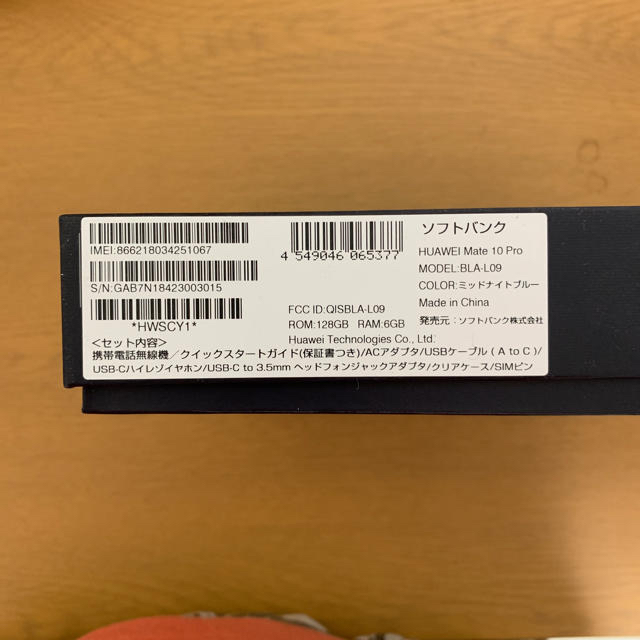 IMEI:866218034251067
S/N:GAB7N18423003015
*HWSCY1*
4 549046 065377
FCC ID:QISBLA-L09
ROM:128GB RAM:6GB
Huawei Technologies Co., Ltd.
ソフトバンク
HUAWEI Mate 10 Pro
MODEL:BLA-L09
COLOR:ミッドナイトブルー
Made in China
発売元:ソフトバンク株式会社
<セット内容>
携帯電話無線機/クイックスタートガイド(保証書つき)/ACアダプタ/USBケーブル ( A to C )/
USB-Cハイレゾイヤホン/USB-C to 3.5mm ヘッドフォンジャックアダプタ/クリアケース/SIMピン